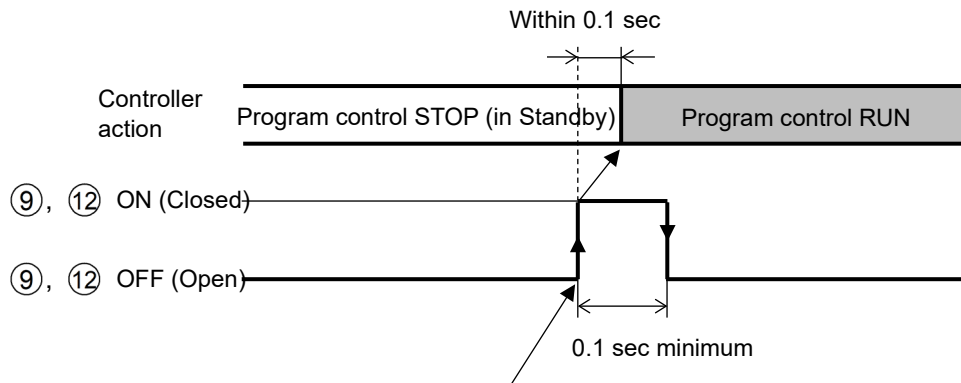 Within 0.1 sec
Controller
action
Program control STOP (in Standby)
Program control RUN
⑨, ⑫ ON (Closed)
⑨, ⑫ OFF (Open)
0.1 sec minimum